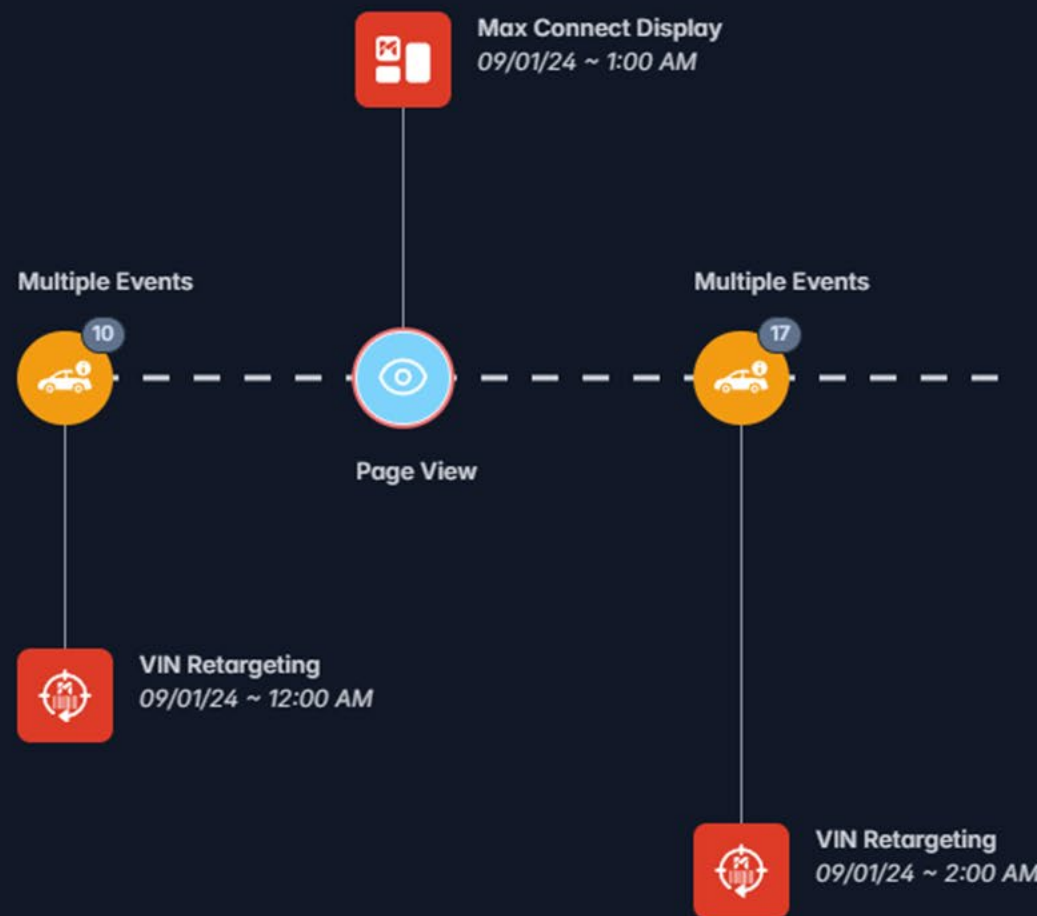 Max Connect Display
09/01/24 ~ 1:00 AM
Multiple Events
10
Multiple Events
17
Page View
VIN Retargeting
09/01/24 ~ 12:00 AM
VIN Retargeting
09/01/24 ~ 2:00 AM